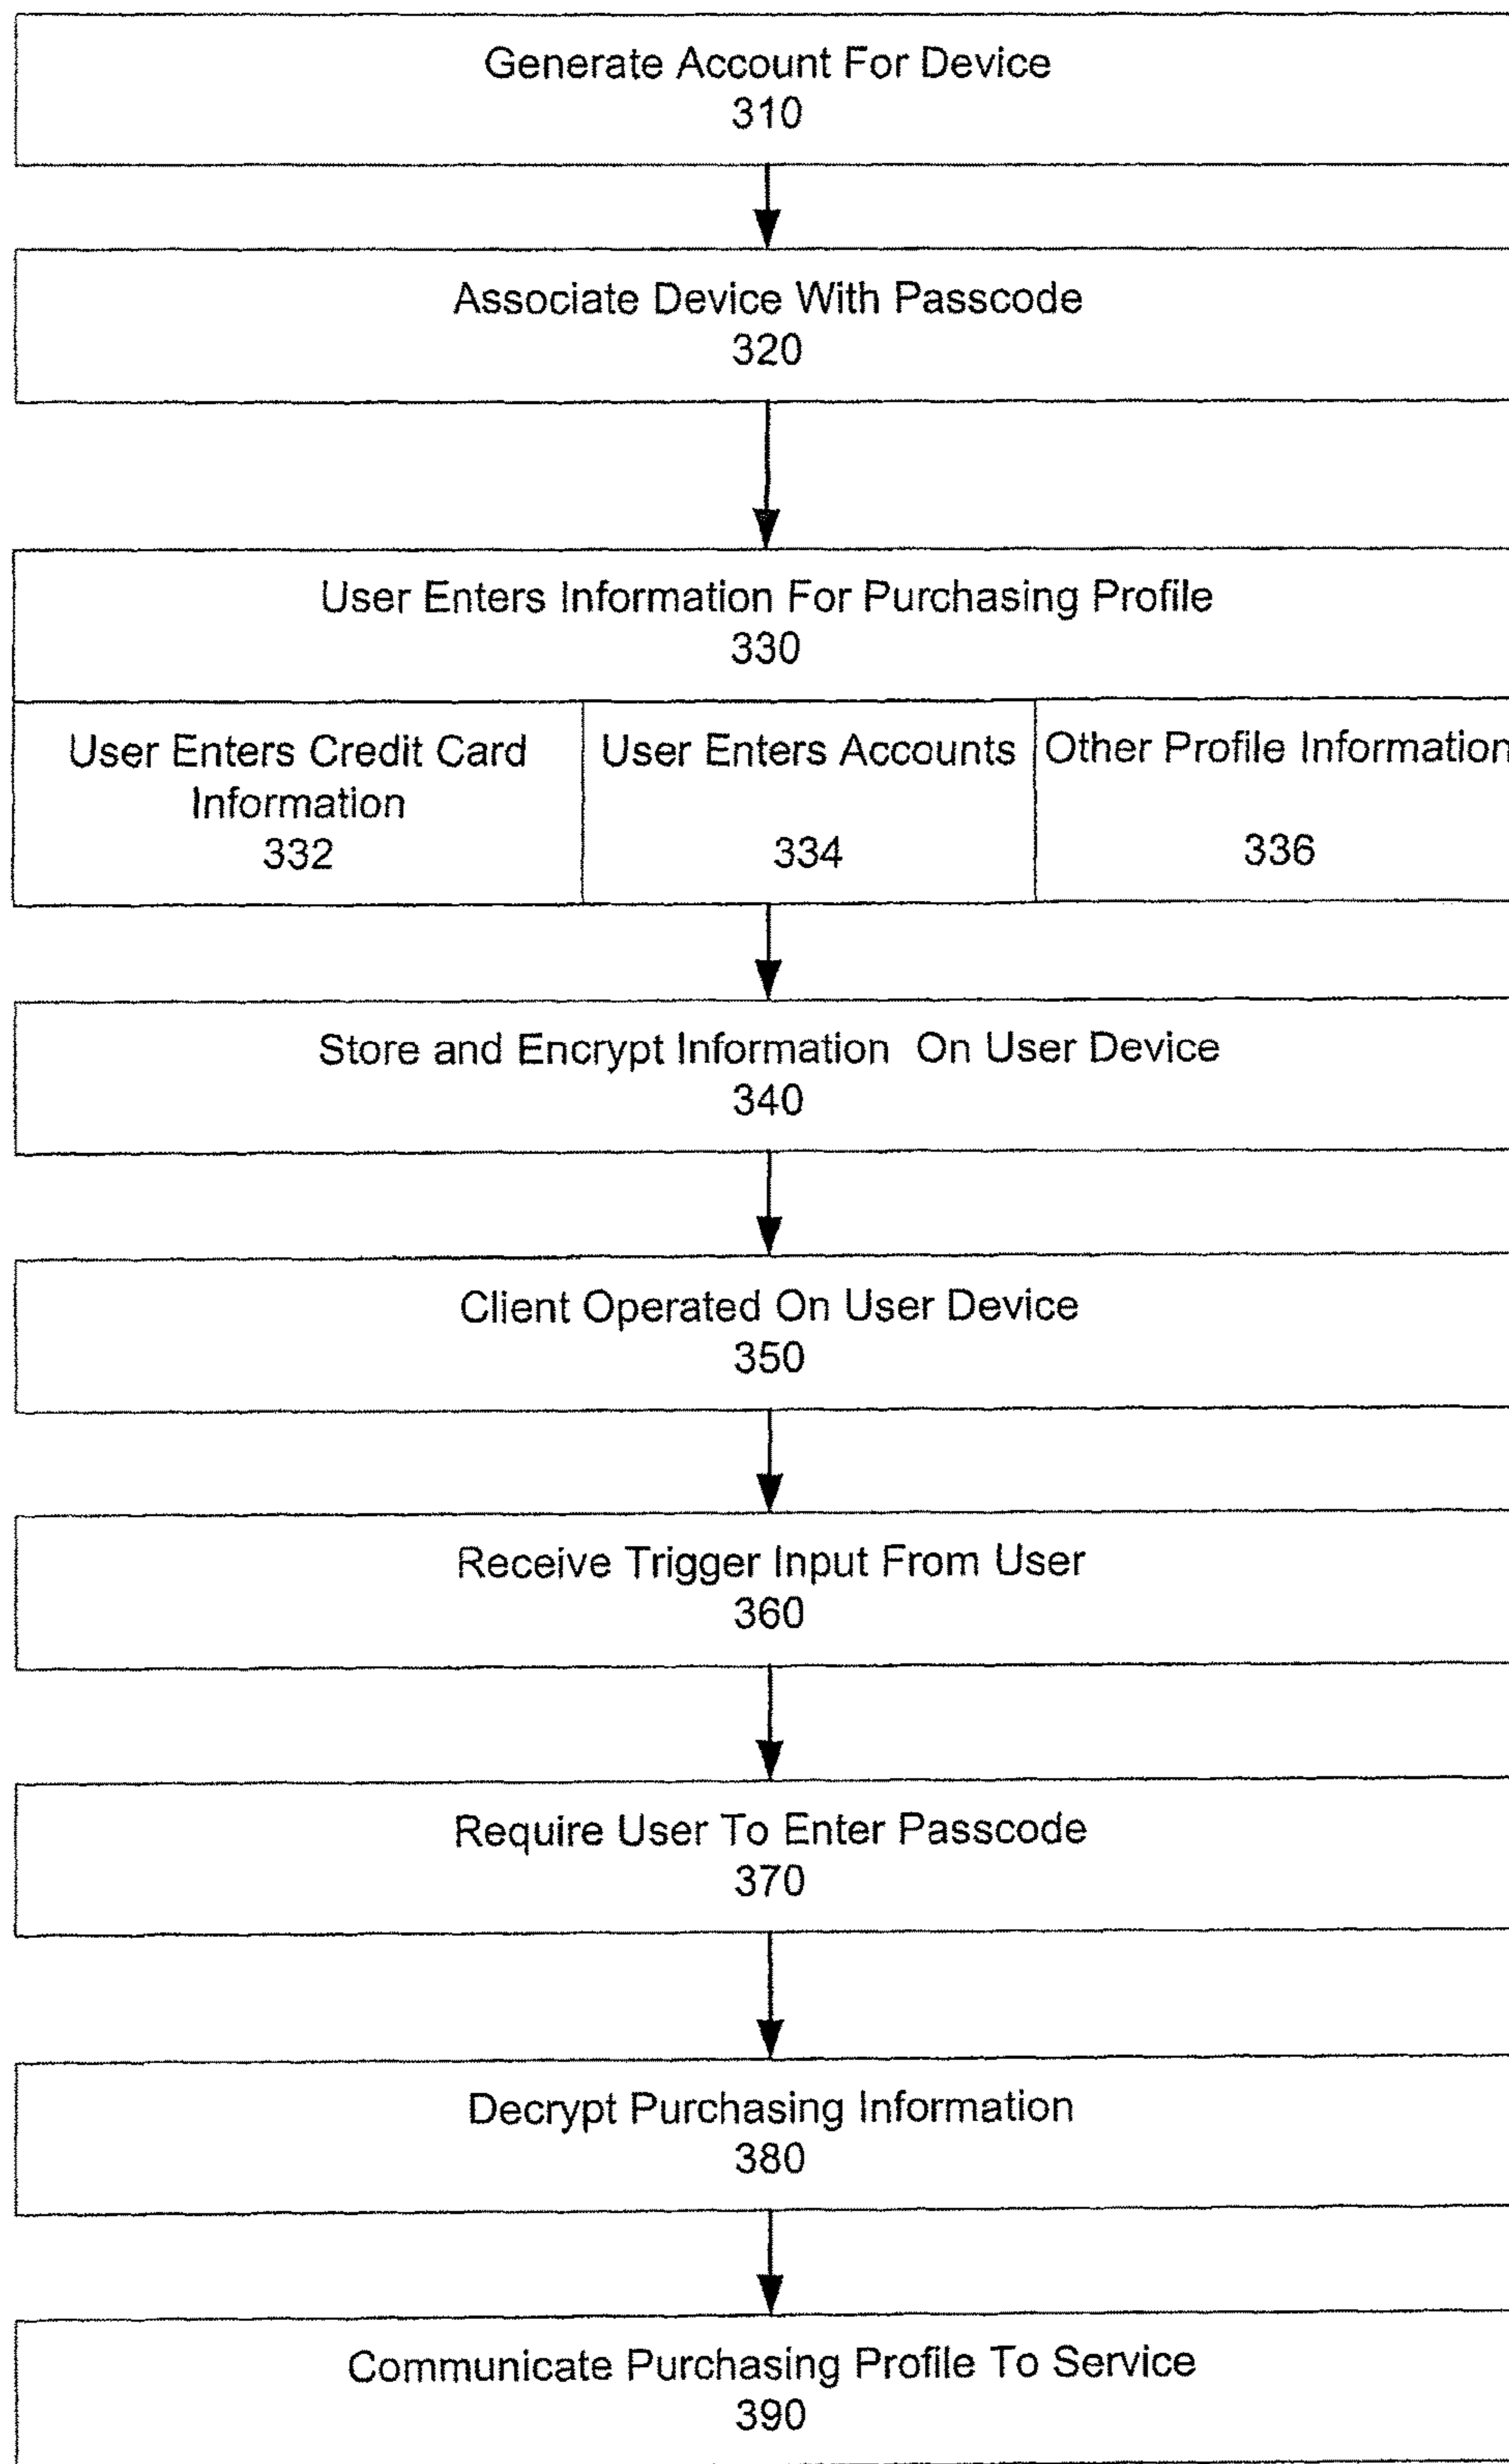 Generate Account For Device
310
Associate Device With Passcode
320
User Enters Information For Purchasing Profile
330
User Enters Credit Card
Information
332
User Enters Accounts
334
Other Profile Information
336
Store and Encrypt Information On User Device
340
Client Operated On User Device
350
Receive Trigger Input From User
360
Require User To Enter Passcode
370
Decrypt Purchasing Information
380
Communicate Purchasing Profile To Service
390